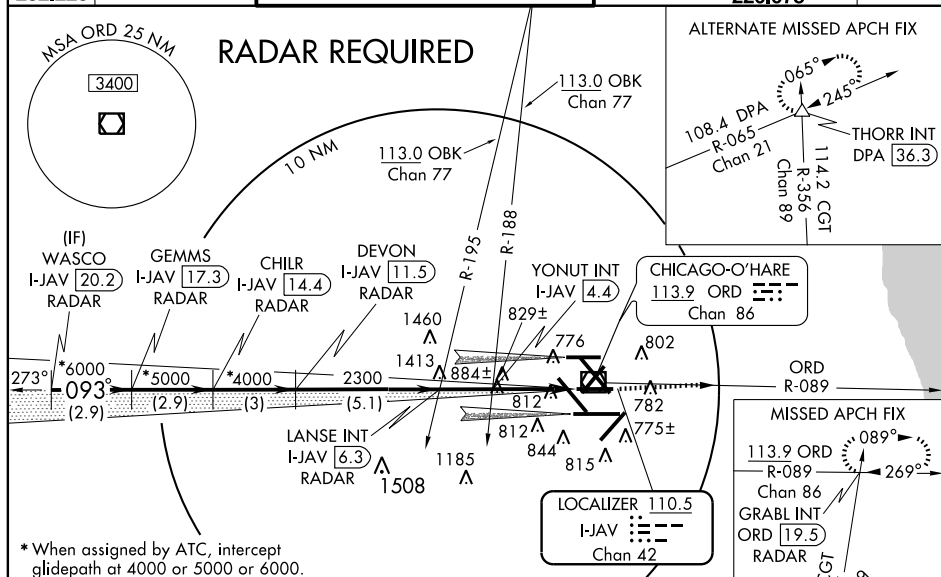 MSA ORD 25 NM
3400
RADAR REQUIRED
10 NM
113.0 OBK
Chan 77
113.0 OBK
Chan 77
R-195
R-188
ALTERNATE MISSED APCH FIX
065°
245°
108.4 DPA
R-065
Chan 21
114.2 CGT
R-356
Chan 89
THORR INT
DPA 36.3
(IF)
WASCO
I-JAV 20.2
RADAR
GEMMS
I-JAV 17.3
RADAR
CHILR
I-JAV 14.4
RADAR
DEVON
I-JAV 11.5
RADAR
YONUT INT
I-JAV 4.4
CHICAGO-O'HARE
113.9 ORD
Chan 86
1460
1413
829±
884±
776
802
812
782
812
844
815
775±
1185
1508
273°
093°
*6000
*5000
*4000
2300
(2.9)
(2.9)
(3)
(5.1)
LANSE INT
I-JAV 6.3
RADAR
ORD
R-089
LOCALIZER 110.5
I-JAV
Chan 42
MISSED APCH FIX
089°
269°
113.9 ORD
R-089
Chan 86
GRABL INT
ORD 19.5
RADAR
CGT
* When assigned by ATC, intercept
glidepath at 4000 or 5000 or 6000.